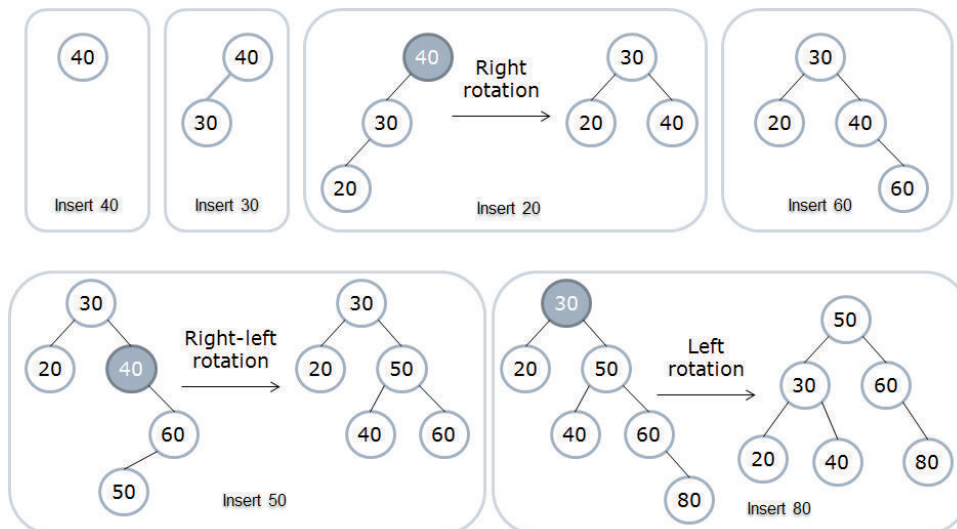 40
Insert 40
40
30
Insert 30
40
30
20
Right
rotation
30
20 40
Insert 20
30
20 40
60
Insert 60
30
20 40
60
50
Right-left
rotation
30
20 50
40 60
Insert 50
30
20 50
40 60
80
Left
rotation
50
30 60
20 40 80
Insert 80